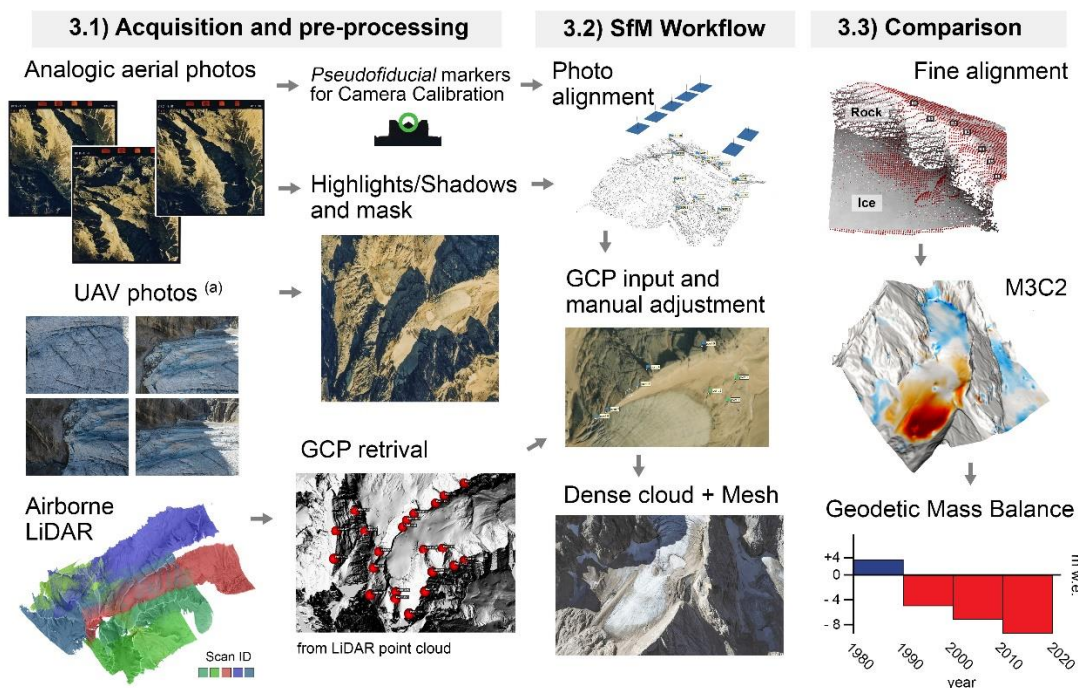 3.1) Acquisition and pre-processing
Analogic aerial photos
Pseudofiducial markers
for Camera Calibration
Highlights/Shadows
and mask
UAV photos (a)
Airborne
LiDAR
Scan ID
GCP retrival
from LiDAR point cloud
3.2) SfM Workflow
Photo
alignment
GCP input and
manual adjustment
Dense cloud + Mesh
3.3) Comparison
Fine alignment
Rock
Ice
M3C2
Geodetic Mass Balance
m w.e.
+4
0
-4
-8
1980
1990
2000
2010
2020
year